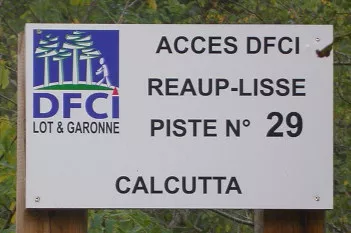 DFCI
LOT & GARONNE
ACCES DFCI
REAUP-LISSE
PISTE N° 29
CALCUTTA